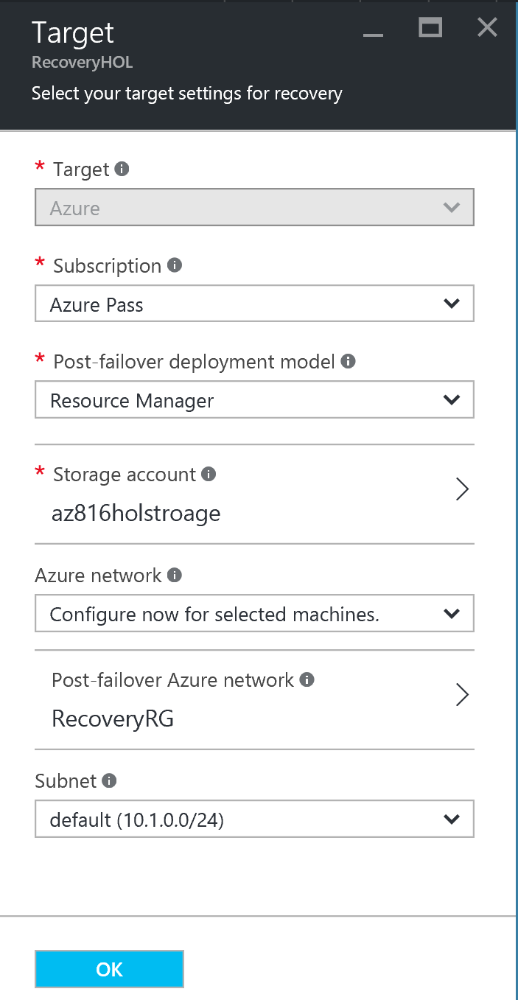 Target
RecoveryHOL
Select your target settings for recovery
* Target
Azure
* Subscription
Azure Pass
* Post-failover deployment model
Resource Manager
* Storage account
az816holstroage
Azure network
Configure now for selected machines.
Post-failover Azure network
RecoveryRG
Subnet
default (10.1.0.0/24)
OK